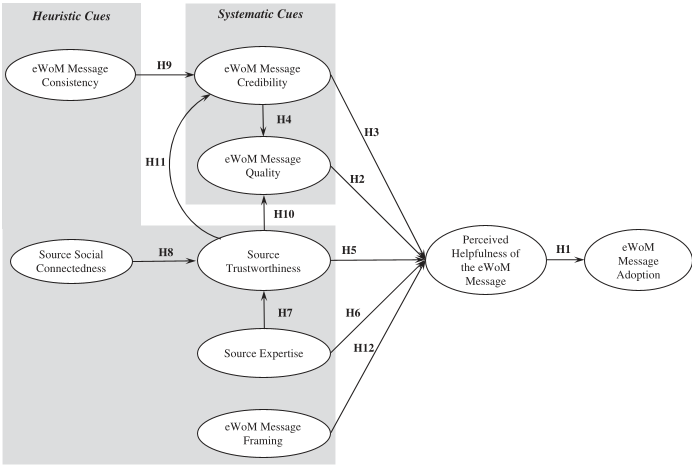 Heuristic Cues
Systematic Cues
eWoM Message
Consistency
H9
eWoM Message
Credibility
H3
H4
H11
eWoM Message
Quality
H2
H10
Source Social
Connectedness
H8
Source
Trustworthiness
H5
Perceived
Helpfulness of
the eWoM
Message
H1
eWoM
Message
Adoption
H7
H6
Source Expertise
H12
eWoM Message
Framing